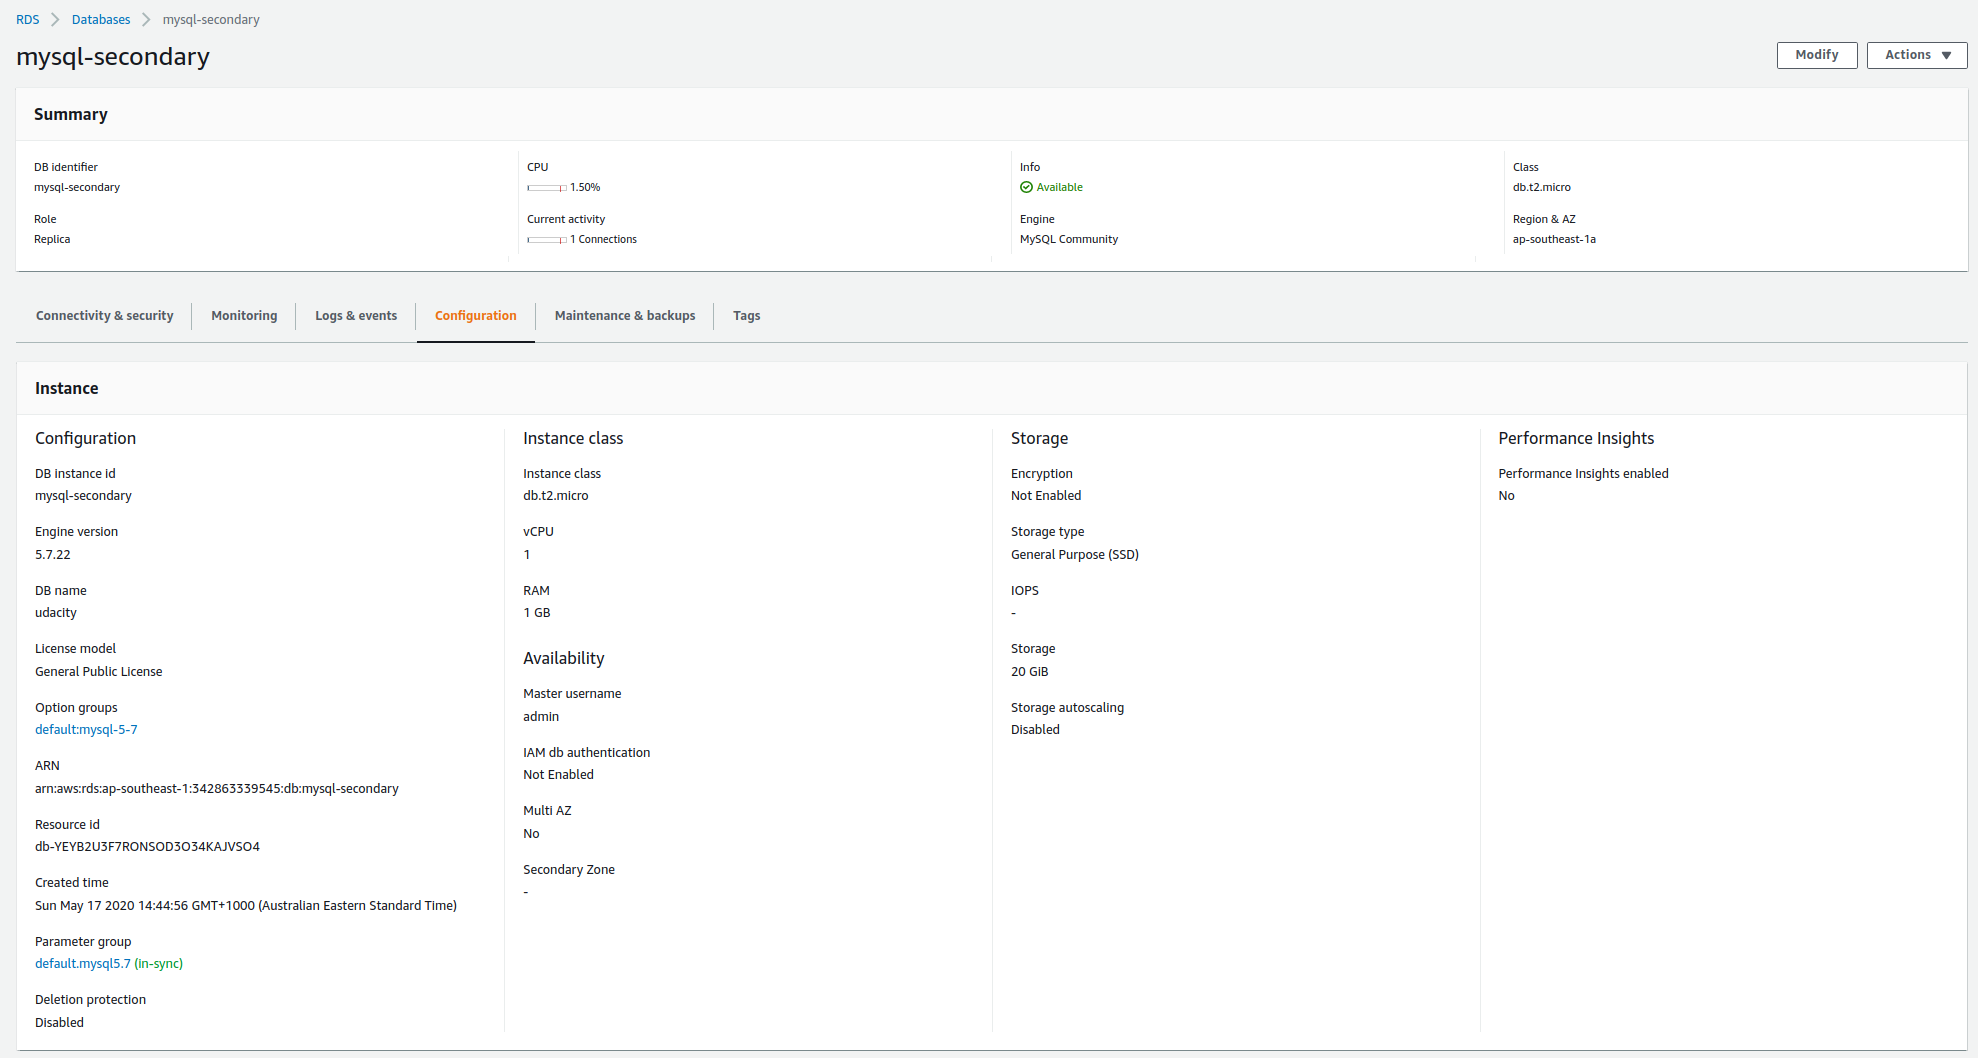 RDS > Databases > mysql-secondary
mysql-secondary
Modify
Actions
Summary
DB identifier
mysql-secondary
CPU
1.50%
Info
Available
Class
db.t2.micro
Role
Replica
Current activity
1 Connections
Engine
MySQL Community
Region & AZ
ap-southeast-1a
Connectivity & security
Monitoring
Logs & events
Configuration
Maintenance & backups
Tags
Instance
Configuration
DB instance id
mysql-secondary
Engine version
5.7.22
DB name
udacity
License model
General Public License
Option groups
default:mysql-5-7
ARN
arn:aws:rds:ap-southeast-1:342863339545:db:mysql-secondary
Resource id
db-YEYB2U3F7RONSOD3O34KAJVSO4
Created time
Sun May 17 2020 14:44:56 GMT+1000 (Australian Eastern Standard Time)
Parameter group
default.mysql5.7 (in-sync)
Deletion protection
Disabled
Instance class
Instance class
db.t2.micro
vCPU
1
RAM
1 GB
Availability
Master username
admin
IAM db authentication
Not Enabled
Multi AZ
No
Secondary Zone
-
Storage
Encryption
Not Enabled
Storage type
General Purpose (SSD)
IOPS
-
Storage
20 GiB
Storage autoscaling
Disabled
Performance Insights
Performance Insights enabled
No